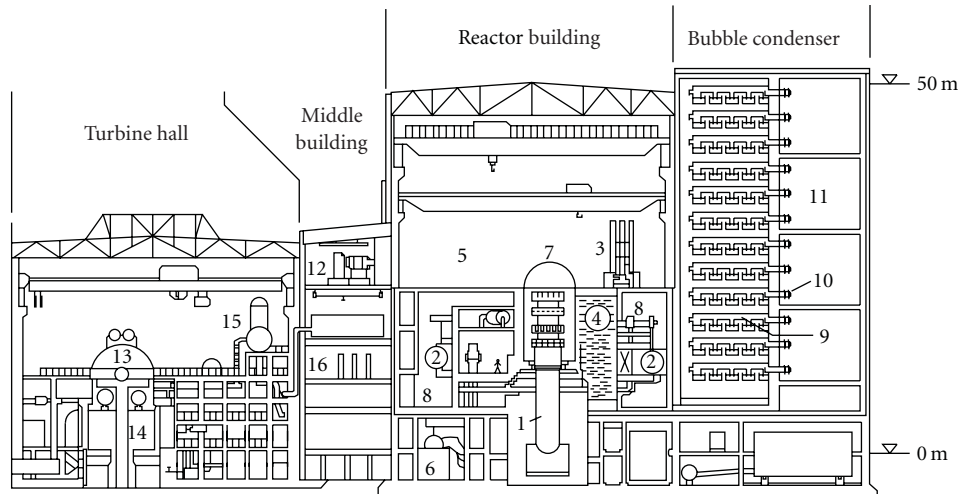 Reactor building
Bubble condenser
Middle
building
Turbine hall
50 m
0 m
1
2
2
3
4
5
6
7
8
8
9
10
11
12
13
14
15
16